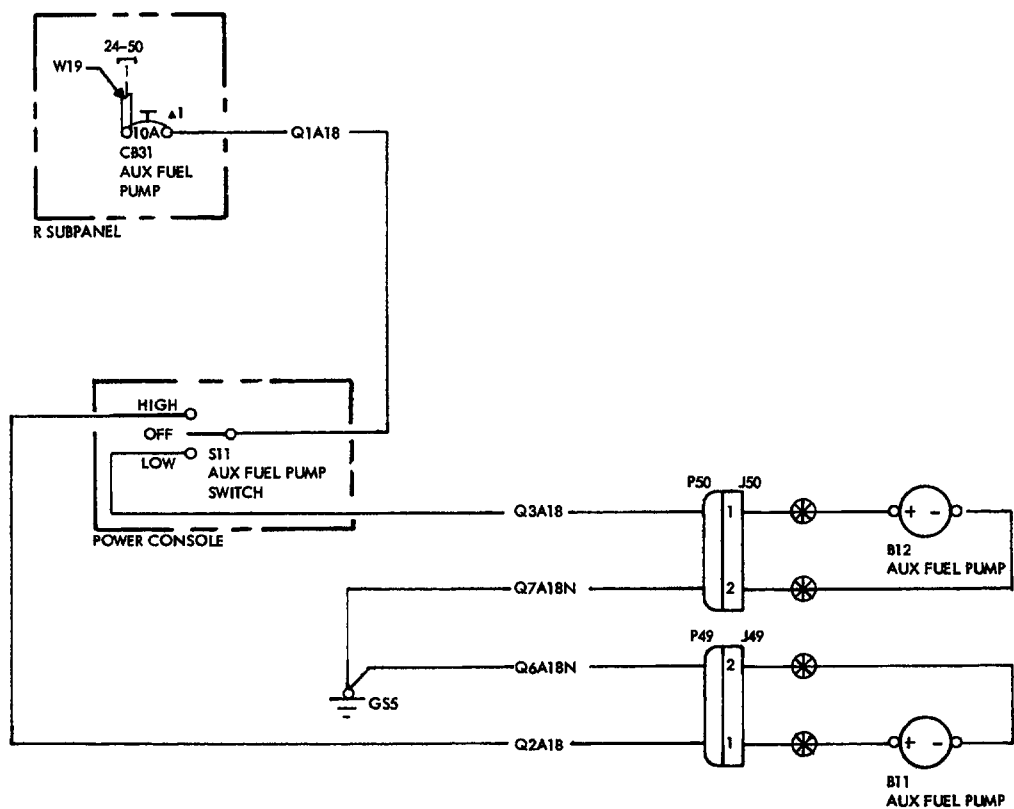 24-50
W19
▲1
10A
Q1A18
CB31
AUX FUEL
PUMP
R SUBPANEL
HIGH
OFF
LOW
S11
AUX FUEL PUMP
SWITCH
POWER CONSOLE
P50 J50
Q3A18
1
+ -
B12
AUX FUEL PUMP
Q7A18N
2
P49 J49
Q6A18N
2
GS5
Q2A18
1
+ -
B11
AUX FUEL PUMP